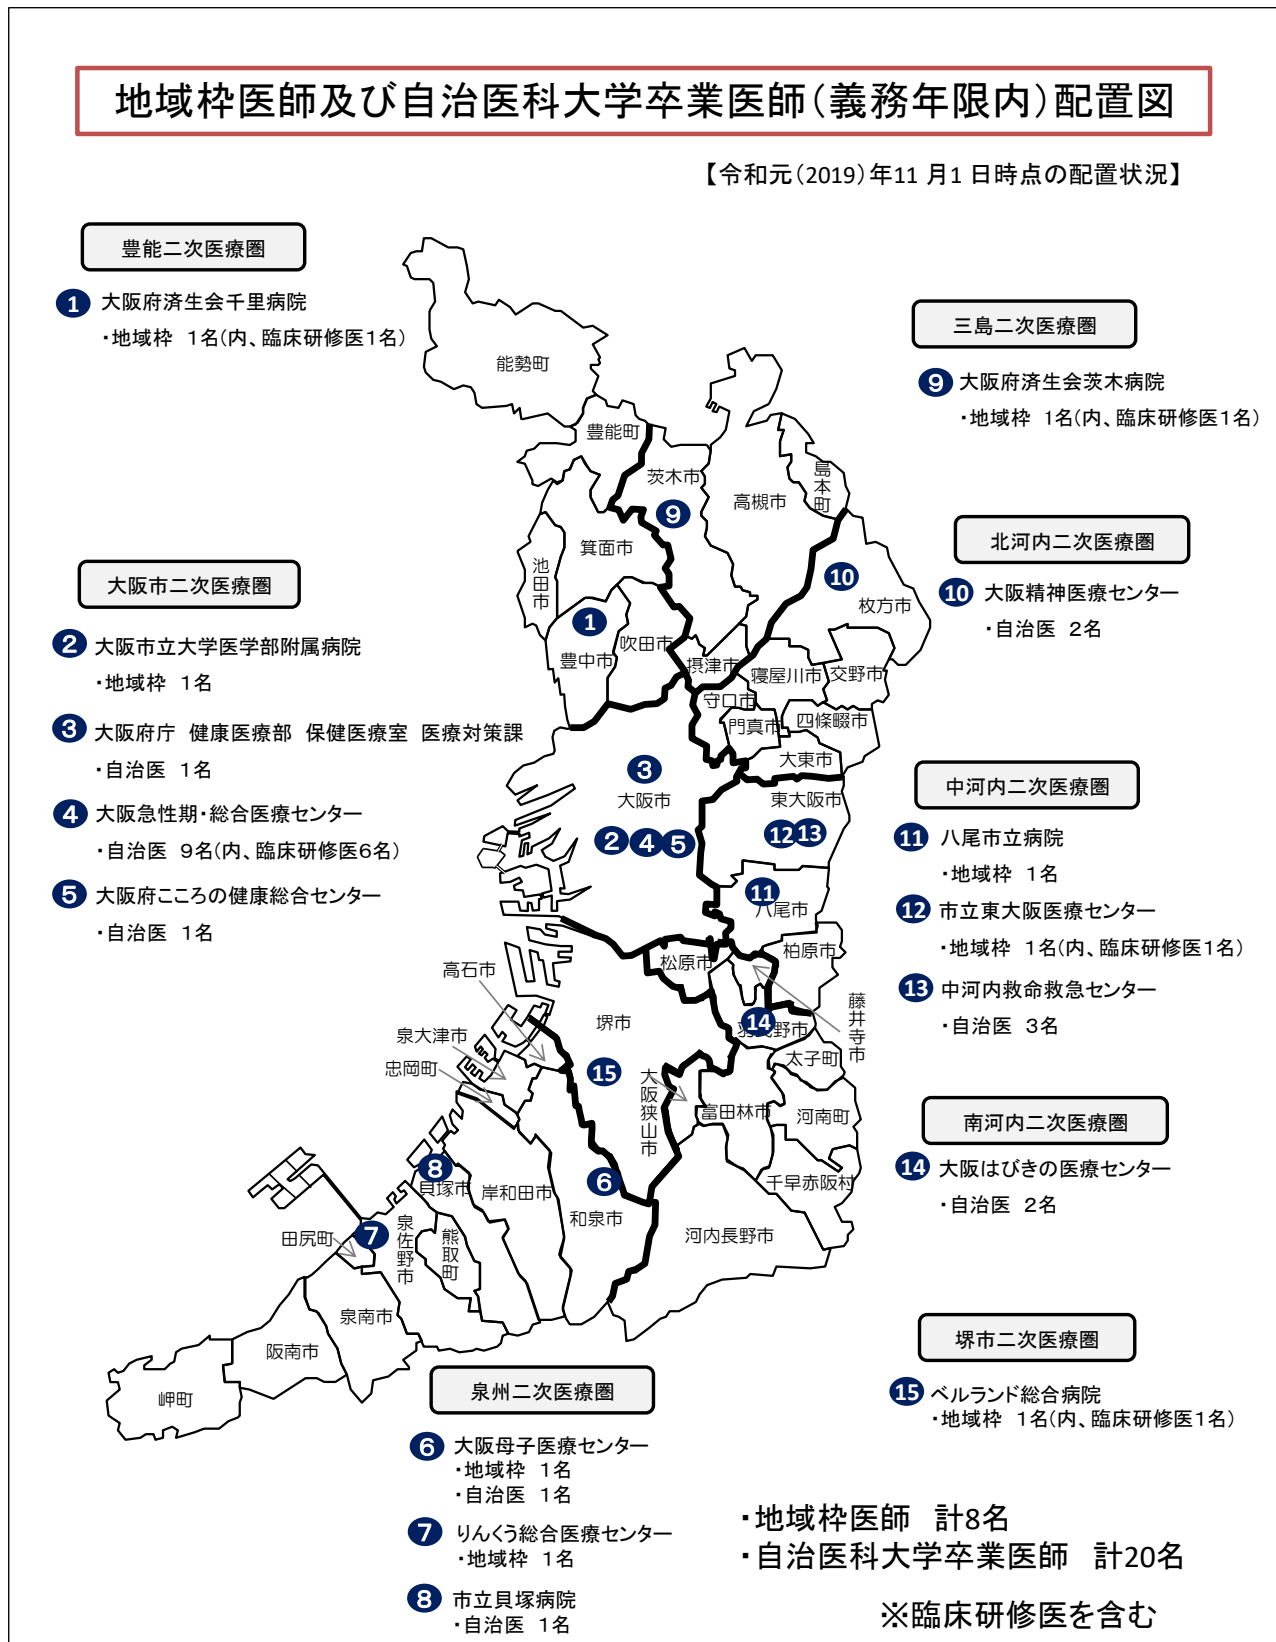 地域枠医師及び自治医科大学卒業医師(義務年限内)配置図
【令和元(2019)年11 月1 日時点の配置状況】
豊能二次医療圏
1 大阪府済生会千里病院
・地域枠 1名(内、臨床研修医1名)
大阪市二次医療圏
2 大阪市立大学医学部附属病院
・地域枠 1名
3 大阪府庁 健康医療部 保健医療室 医療対策課
・自治医 1名
4 大阪急性期・総合医療センター
・自治医 9名(内、臨床研修医6名)
5 大阪府こころの健康総合センター
・自治医 1名
三島二次医療圏
9 大阪府済生会茨木病院
・地域枠 1名(内、臨床研修医1名)
北河内二次医療圏
10 大阪精神医療センター
・自治医 2名
中河内二次医療圏
11 八尾市立病院
・地域枠 1名
12 市立東大阪医療センター
・地域枠 1名(内、臨床研修医1名)
13 中河内救命救急センター
・自治医 3名
南河内二次医療圏
14 大阪はびきの医療センター
・自治医 2名
堺市二次医療圏
15 ベルランド総合病院
・地域枠 1名(内、臨床研修医1名)
泉州二次医療圏
6 大阪母子医療センター
・地域枠 1名
・自治医 1名
7 りんくう総合医療センター
・地域枠 1名
8 市立貝塚病院
・自治医 1名
・地域枠医師 計8名
・自治医科大学卒業医師 計20名
※臨床研修医を含む
能勢町
豊能町
茨木市
9
高槻市
島本町
箕面市
池田市
10
枚方市
1
豊中市
吹田市
摂津市
寝屋川市
交野市
守口市
門真市
四條畷市
大東市
3
大阪市
2 4 5
東大阪市
12 13
11
八尾市
柏原市
松原市
藤井寺市
高石市
堺市
14
野市
泉大津市
忠岡町
15
太子町
大阪狭山市
富田林市
河南町
千早赤阪村
8
貝塚市
岸和田市
6
和泉市
河内長野市
7
田尻町
泉佐野市
熊取町
泉南市
阪南市
岬町